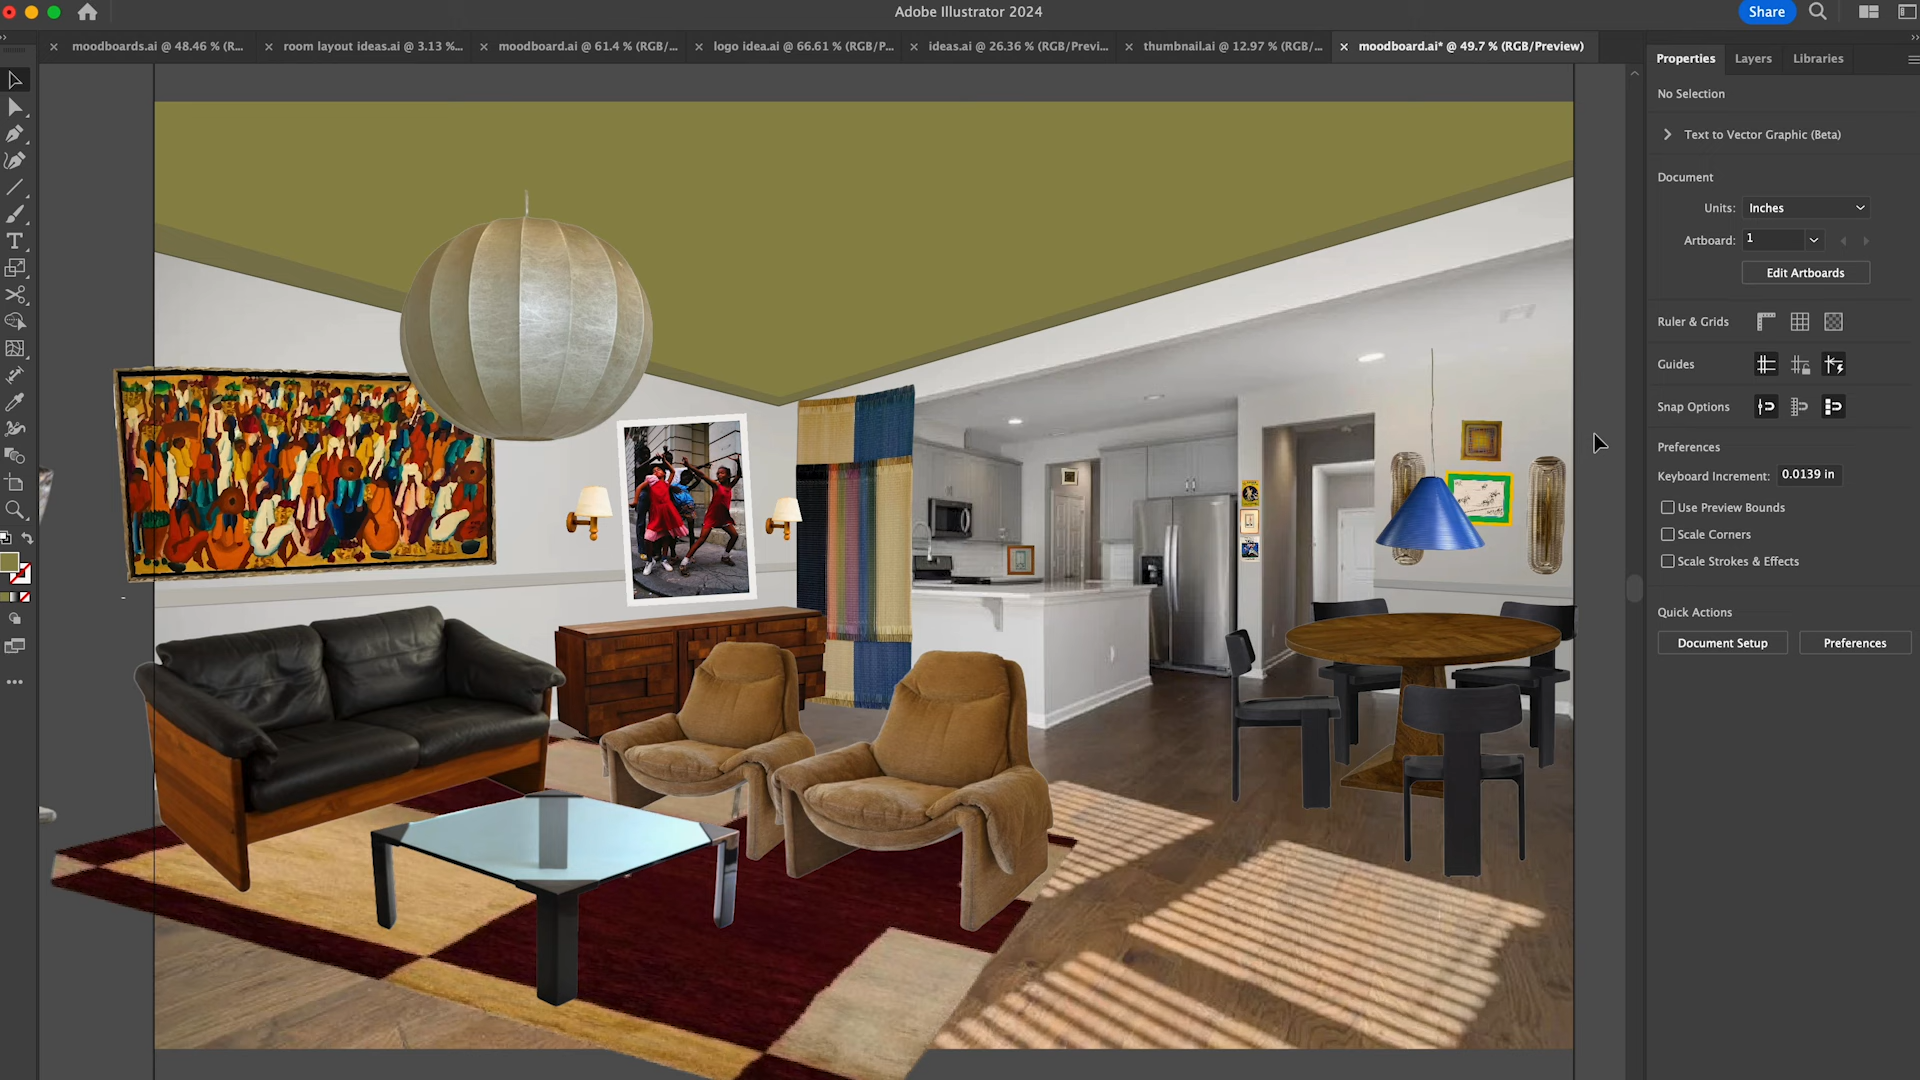 Adobe Illustrator 2024
Share
moodboards.ai @ 48.46 % (R...
room layout ideas.ai @ 3.13 %...
moodboard.ai @ 61.4 % (RGB/...
logo idea.ai @ 66.61 % (RGB/P...
ideas.ai @ 26.36 % (RGB/Previ...
thumbnail.ai @ 12.97 % (RGB/...
moodboard.ai* @ 49.7 % (RGB/Preview)
Properties
Layers
Libraries
No Selection
Text to Vector Graphic (Beta)
Document
Units: Inches
Artboard: 1
Edit Artboards
Ruler & Grids
Guides
Snap Options
Preferences
Keyboard Increment: 0.0139 in
Use Preview Bounds
Scale Corners
Scale Strokes & Effects
Quick Actions
Document Setup
Preferences